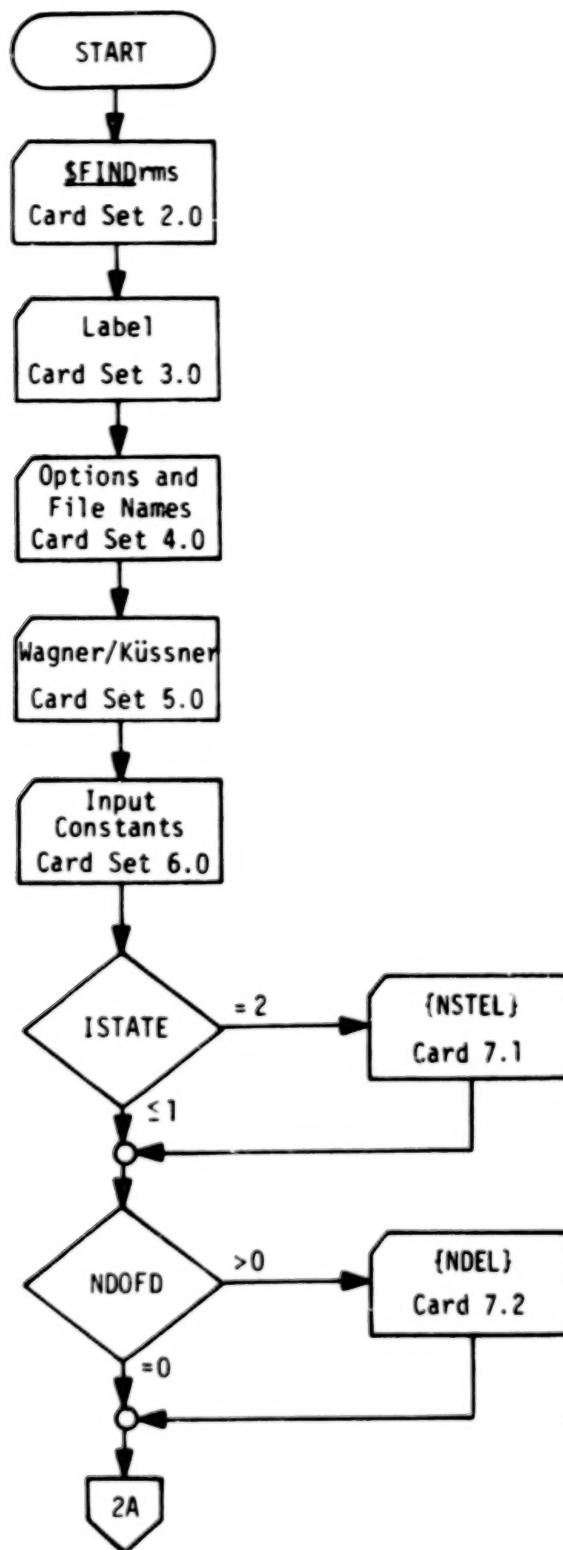 START
$FINDrms
Card Set 2.0
Label
Card Set 3.0
Options and
File Names
Card Set 4.0
Wagner/Küssner
Card Set 5.0
Input
Constants
Card Set 6.0
ISTATE
= 2
{NSTEL}
Card 7.1
≤1
NDOFD
>0
{NDEL}
Card 7.2
=0
2A